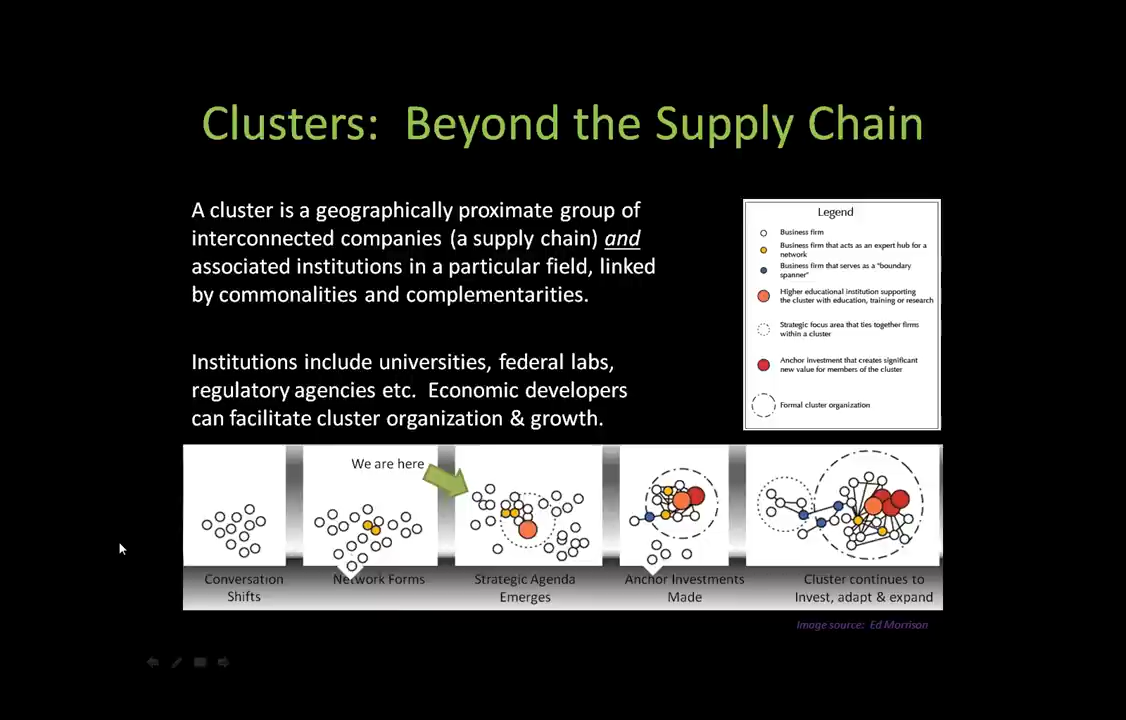 Clusters: Beyond the Supply Chain
A cluster is a geographically proximate group of
interconnected companies (a supply chain) and
associated institutions in a particular field, linked
by commonalities and complementarities.
Institutions include universities, federal labs,
regulatory agencies etc. Economic developers
can facilitate cluster organization & growth.
Legend
Business firm
Business firm that acts as an expert hub for a
network
Business firm that serves as a "boundary
spanner"
Higher educational institution supporting
the cluster with education, training or research
Strategic focus area that ties together firms
within a cluster
Anchor investment that creates significant
new value for members of the cluster
Formal cluster organization
We are here
Conversation
Shifts
Network Forms
Strategic Agenda
Emerges
Anchor Investments
Made
Cluster continues to
Invest, adapt & expand
Image source: Ed Morrison